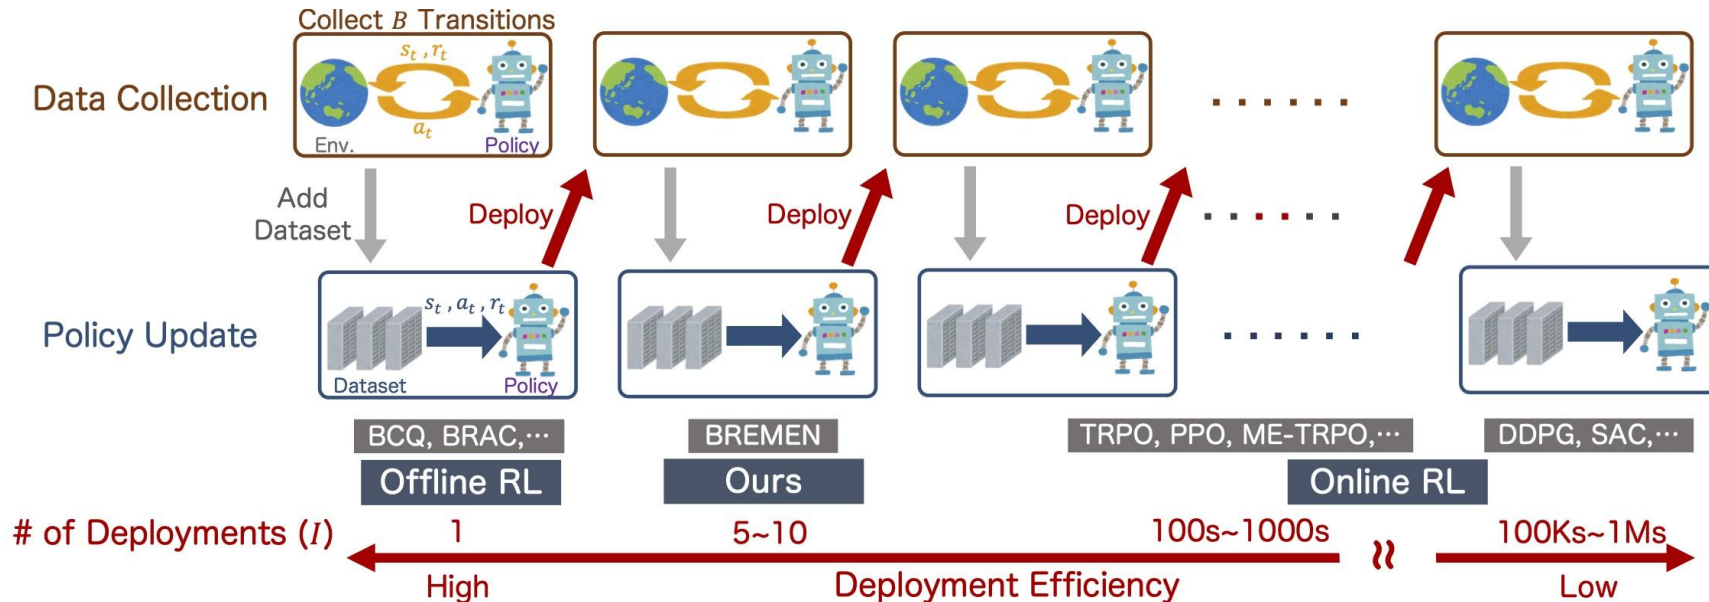 Collect B Transitions
Data Collection
s_t , r_t
a_t
Env.
Policy
Add
Dataset
Deploy
Deploy
Deploy
Policy Update
s_t , a_t , r_t
Dataset
Policy
BCQ, BRAC,⋯
BREMEN
TRPO, PPO, ME-TRPO,⋯
DDPG, SAC,⋯
Offline RL
Ours
Online RL
# of Deployments (I)
1
5~10
100s~1000s
100Ks~1Ms
High
Deployment Efficiency
Low